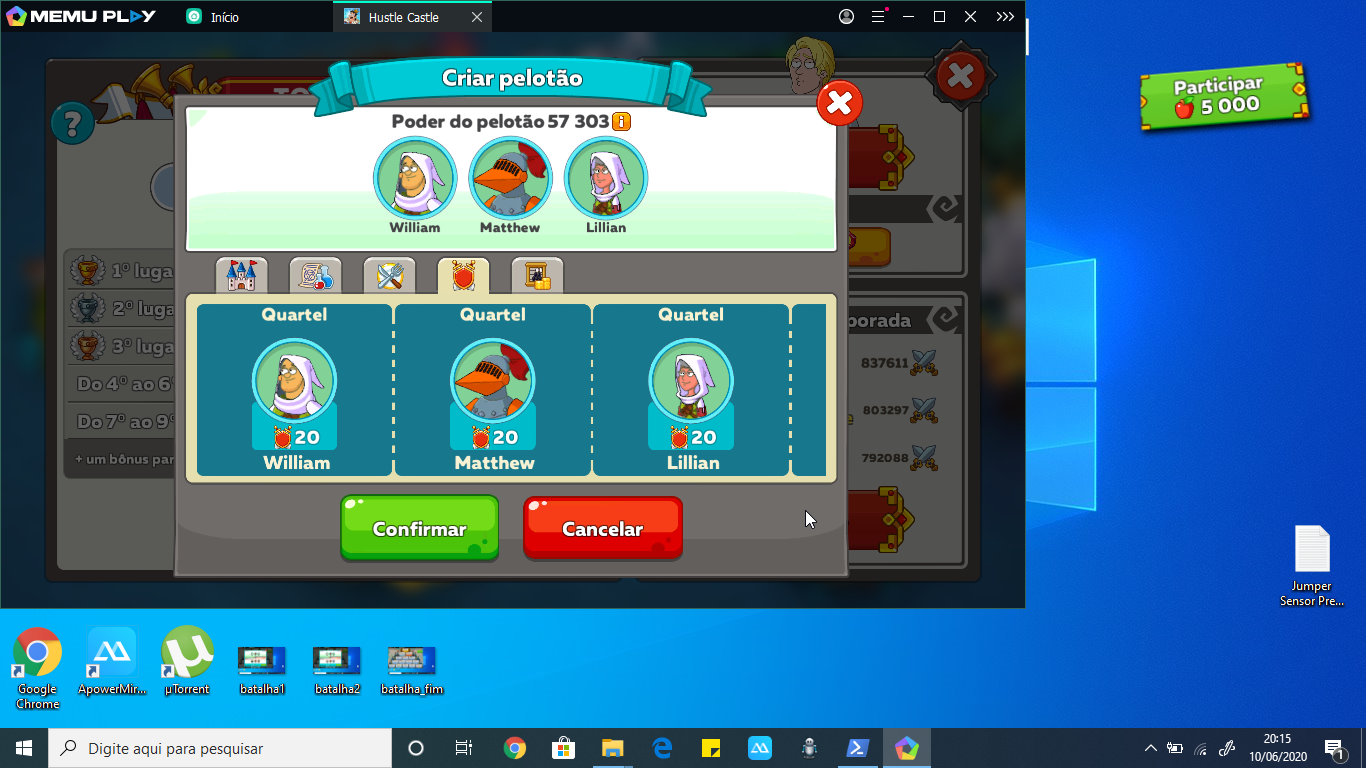 MEMU PLAY
Início
Hustle Castle
Criar pelotão
Poder do pelotão 57 303
William
Matthew
Lillian
?
TO
1º luga
2º luga
3º luga
Do 4º ao 6º
Do 7º ao 9º
+ um bônus par
porada
837611
803297
792088
Quartel
Quartel
Quartel
20
20
20
William
Matthew
Lillian
Confirmar
Cancelar
Participar
5 000
Jumper
Sensor Pre...
Google
Chrome
ApowerMir...
µTorrent
batalha1
batalha2
batalha_fim
Digite aqui para pesquisar
20:15
10/06/2020
1